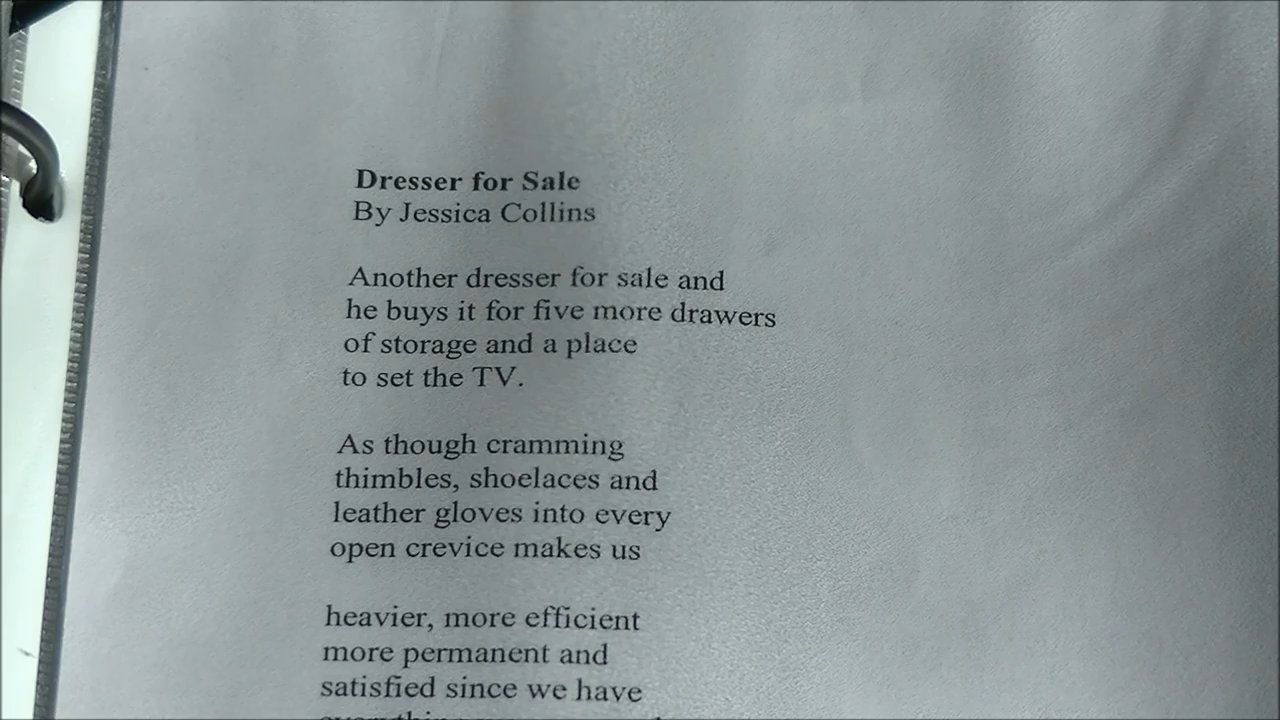 Dresser for Sale
By Jessica Collins
Another dresser for sale and
he buys it for five more drawers
of storage and a place
to set the TV.
As though cramming
thimbles, shoelaces and
leather gloves into every
open crevice makes us
heavier, more efficient
more permanent and
satisfied since we have
everything